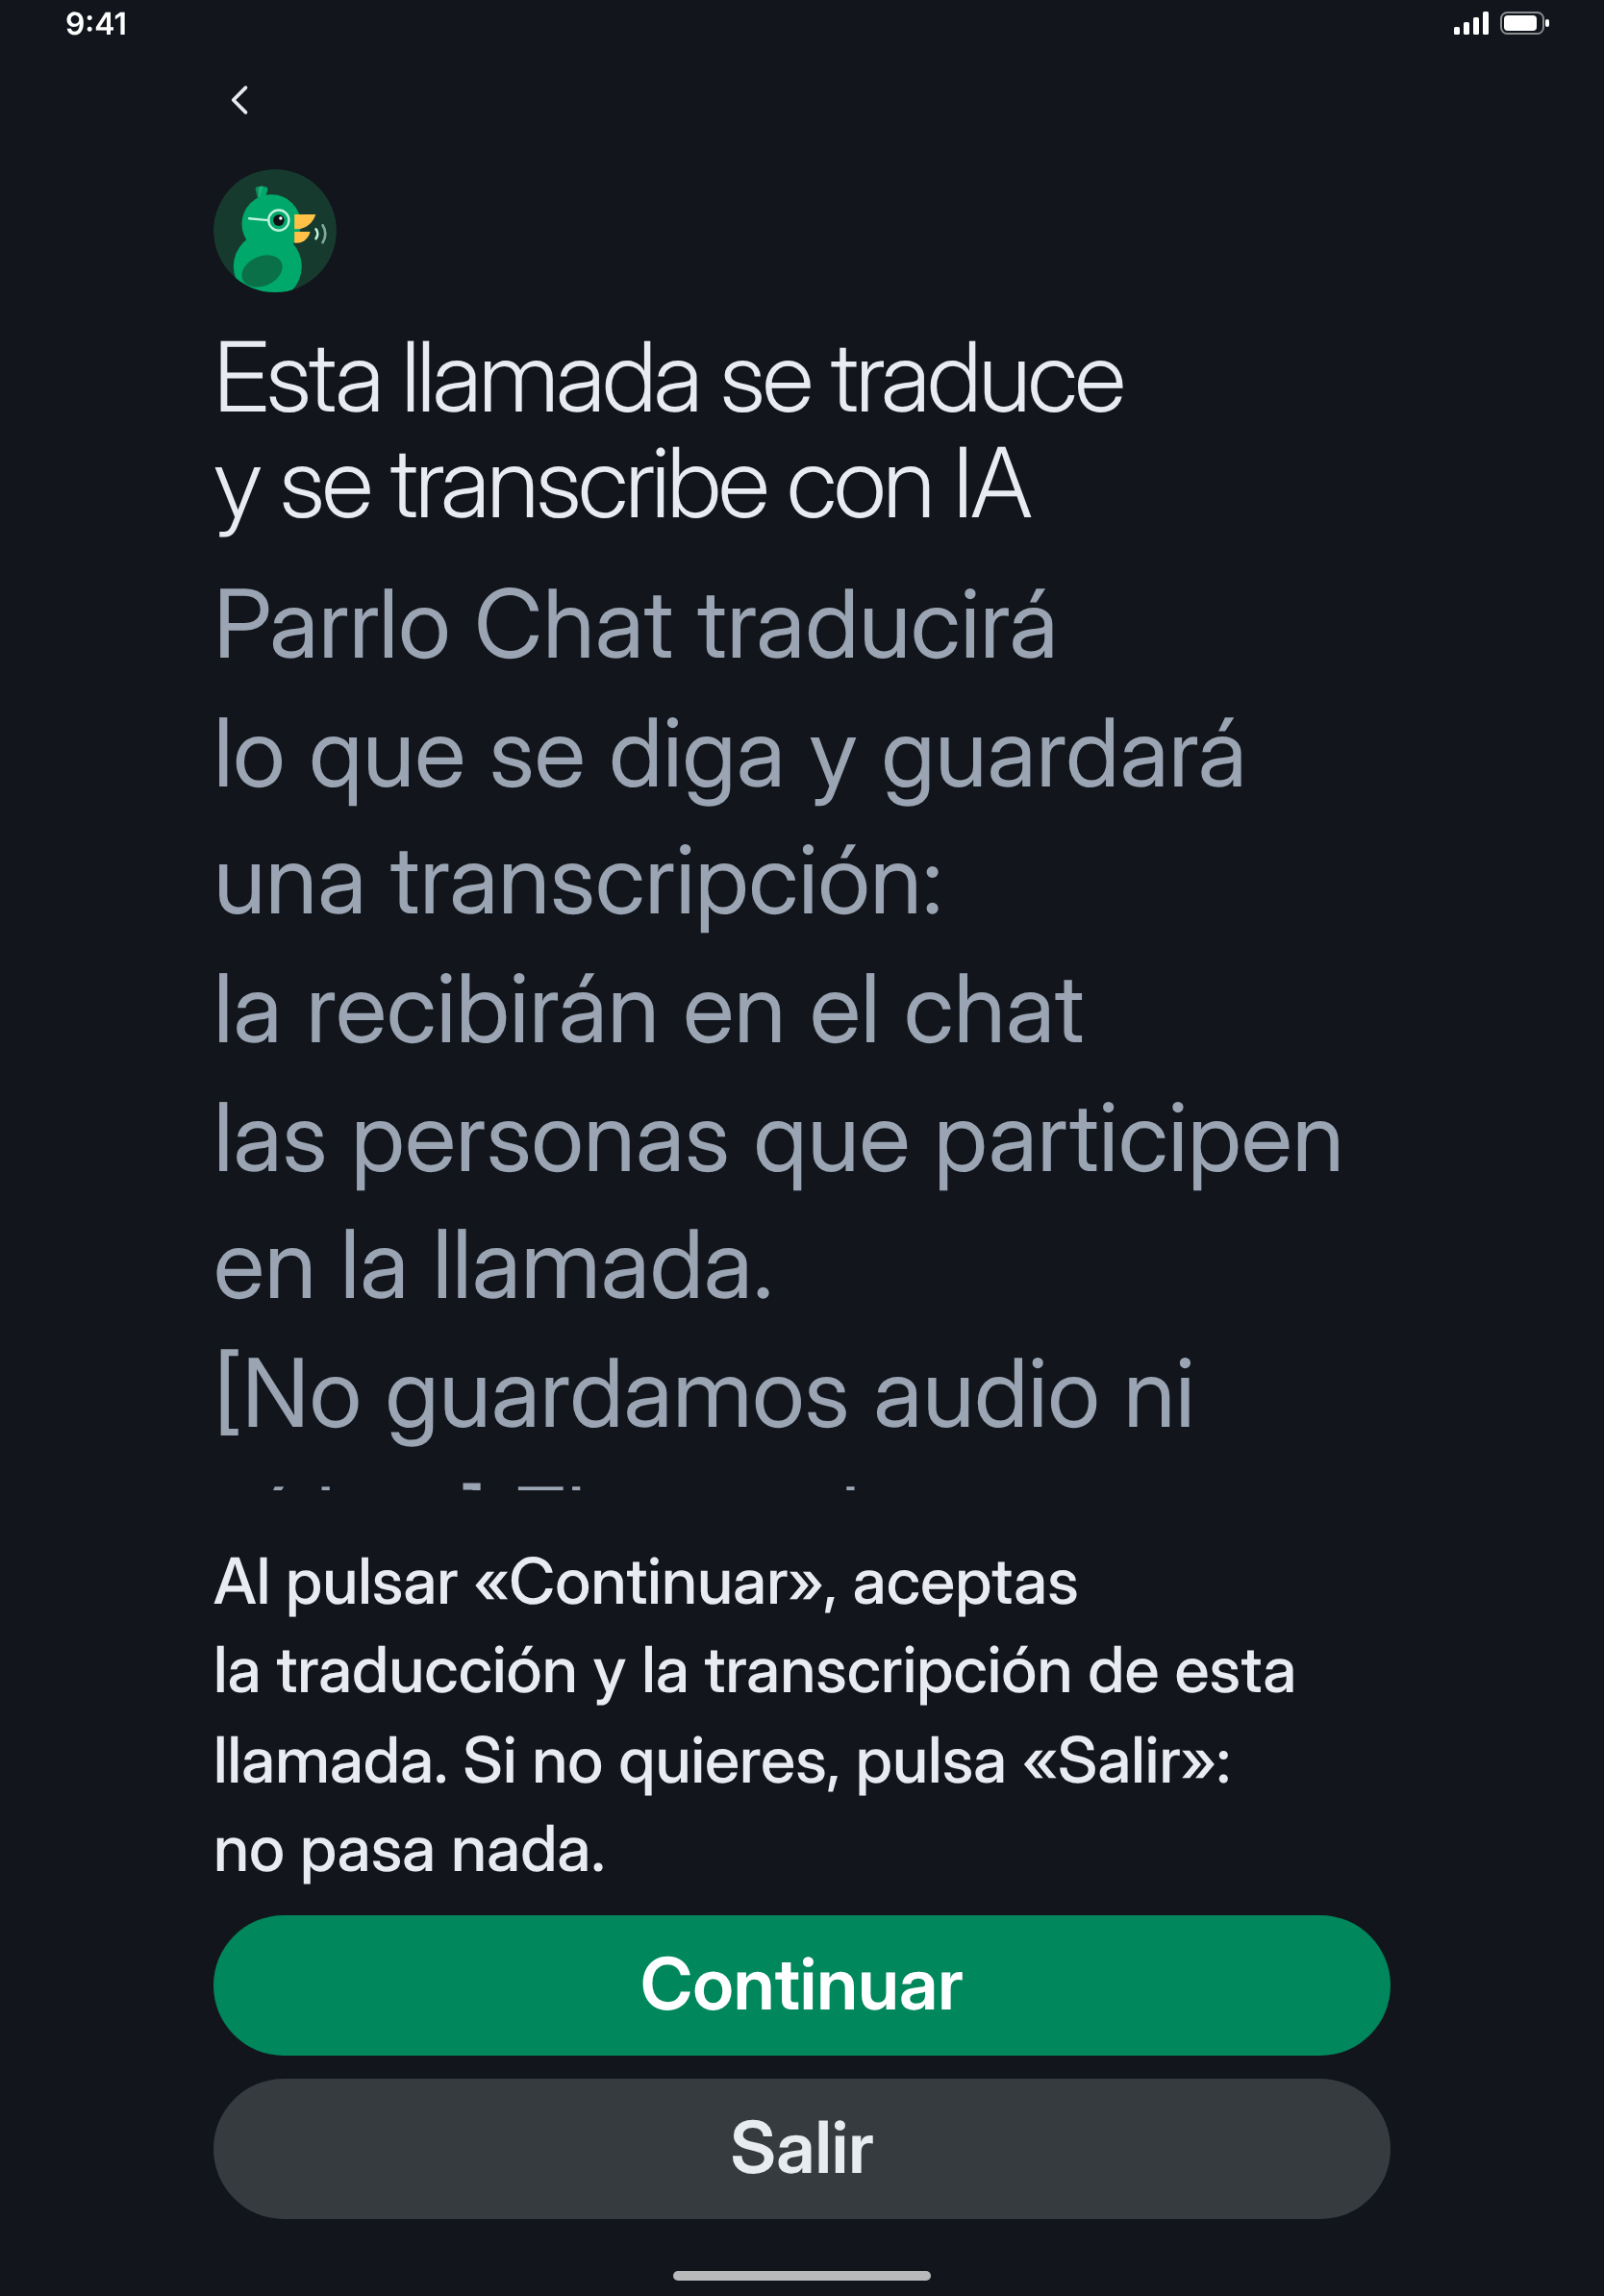 9:41
Esta llamada se traduce
y se transcribe con IA
Parrlo Chat traducirá
lo que se diga y guardará
una transcripción:
la recibirán en el chat
las personas que participen
en la llamada.
[No guardamos audio ni
Al pulsar «Continuar», aceptas
la traducción y la transcripción de esta
llamada. Si no quieres, pulsa «Salir»:
no pasa nada.
Continuar
Salir